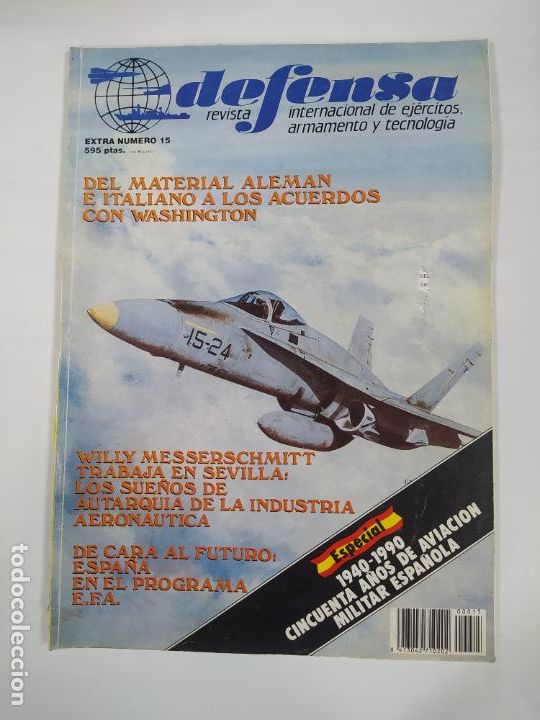 defensa
revista internacional de ejércitos,
armamento y tecnología
EXTRA NUMERO 15
595 ptas.
DEL MATERIAL ALEMAN
E ITALIANO A LOS ACUERDOS
CON WASHINGTON
15-24
WILLY MESSERSCHMITT
TRABAJA EN SEVILLA:
LOS SUEÑOS DE
AUTARQUIA DE LA INDUSTRIA
AERONAUTICA
DE CARA AL FUTURO:
ESPAÑA
EN EL PROGRAMA
E.F.A.
Especial
1940-1990
CINCUENTA AÑOS DE AVIACION
MILITAR ESPAÑOLA
00015
todocoleccion